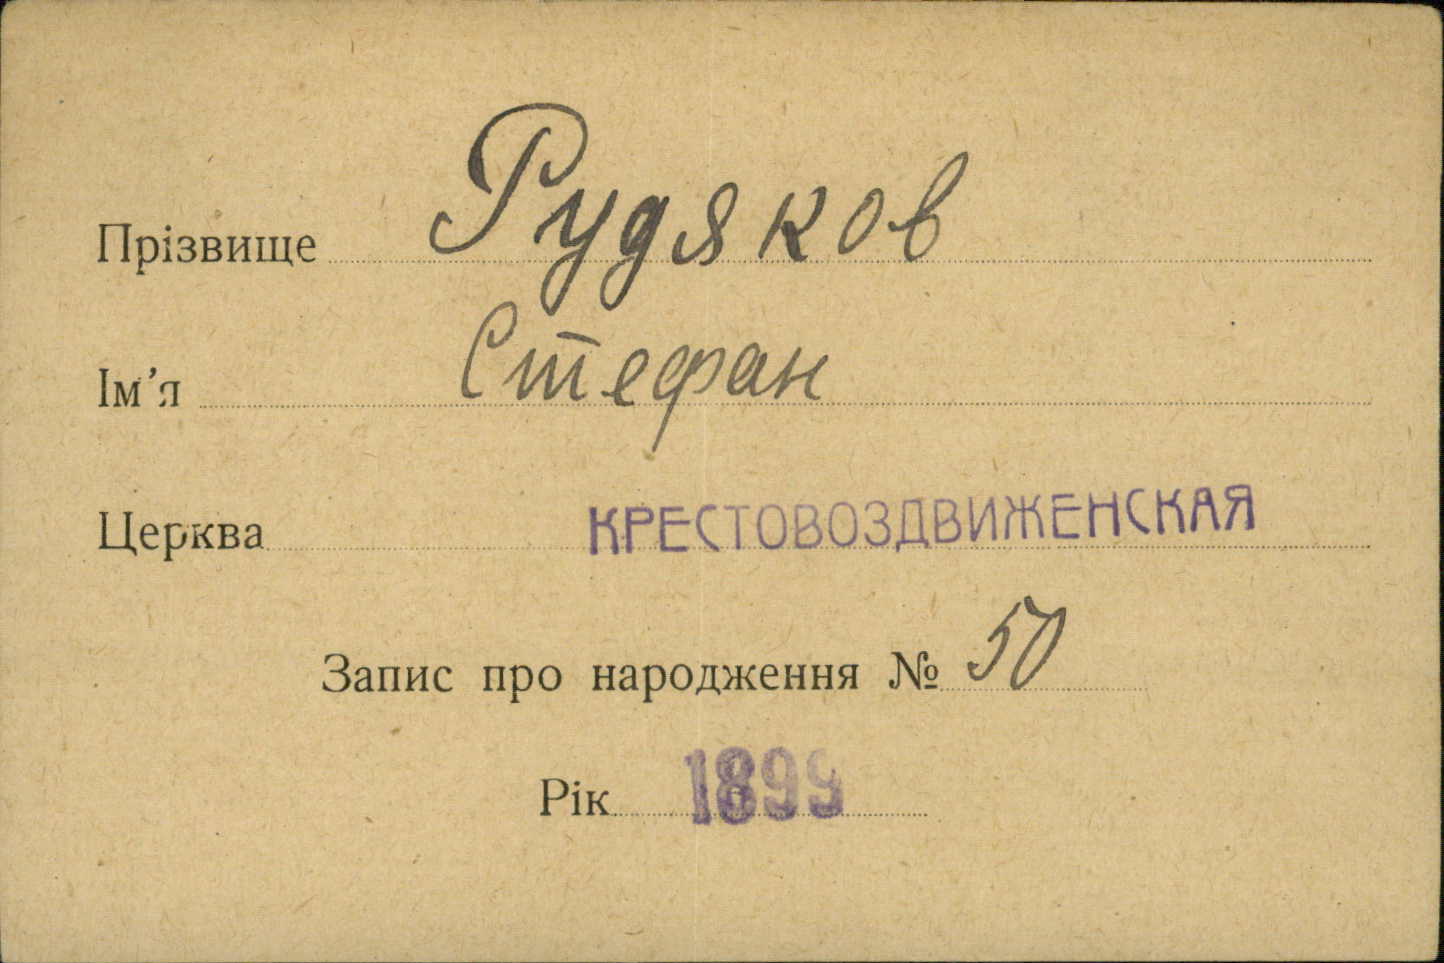 Прізвище Рудяков
Ім’я Стефан
Церква КРЕСТОВОЗДВИЖЕНСКАЯ
Запис про народження № 50
Рік 1899